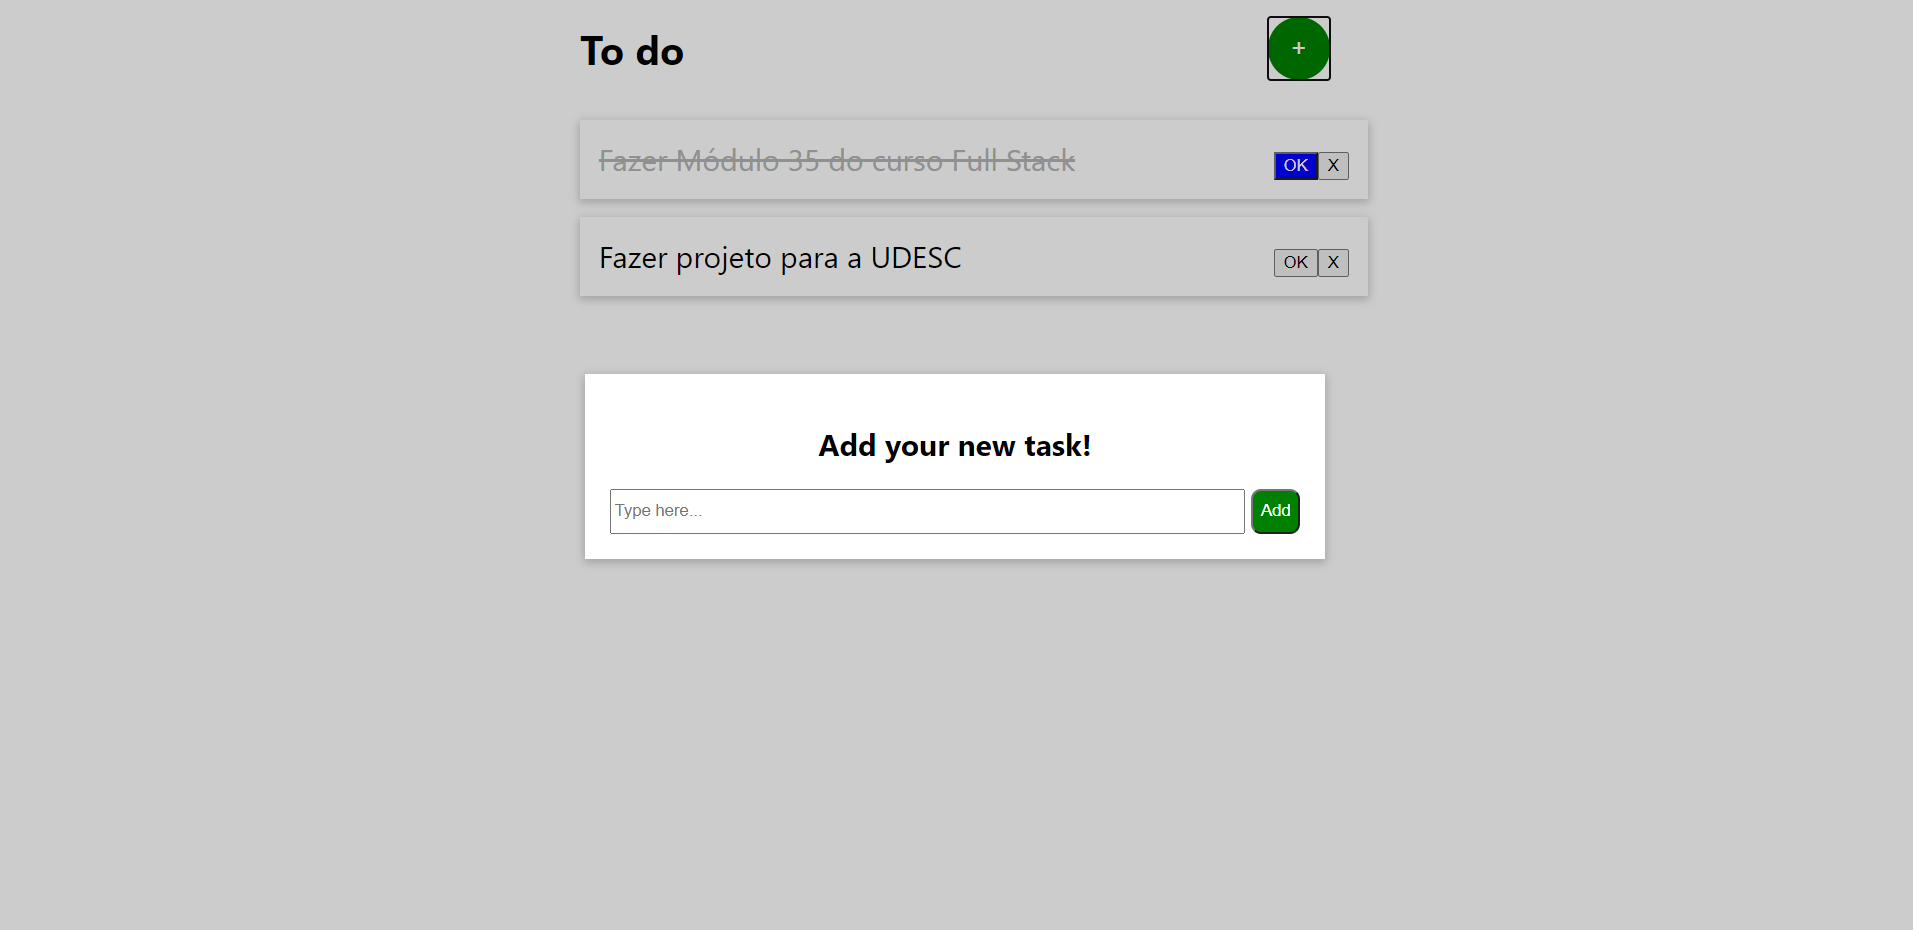 To do
+
Fazer Módulo 35 do curso Full Stack
OK X
Fazer projeto para a UDESC
OK X
Add your new task!
Type here... Add